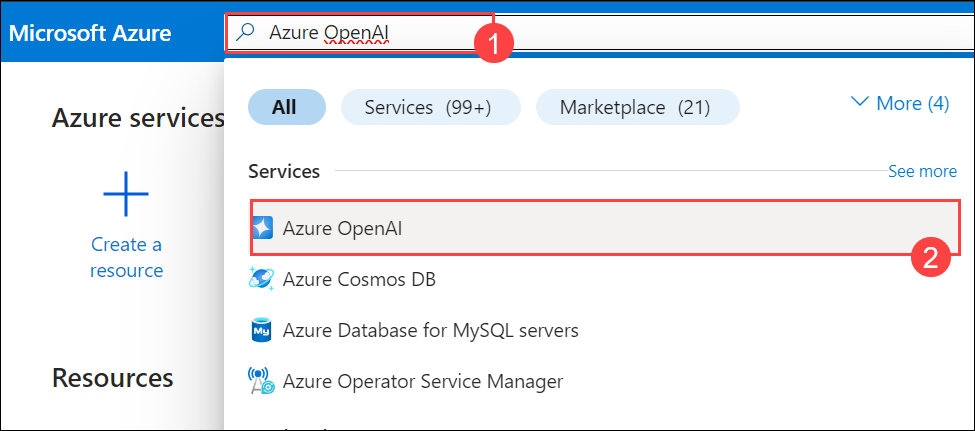 Microsoft Azure
Azure OpenAI
1
All
Services (99+)
Marketplace (21)
More (4)
Azure services
Services
See more
Create a
resource
Azure OpenAI
2
Azure Cosmos DB
My
Azure Database for MySQL servers
Resources
Azure Operator Service Manager